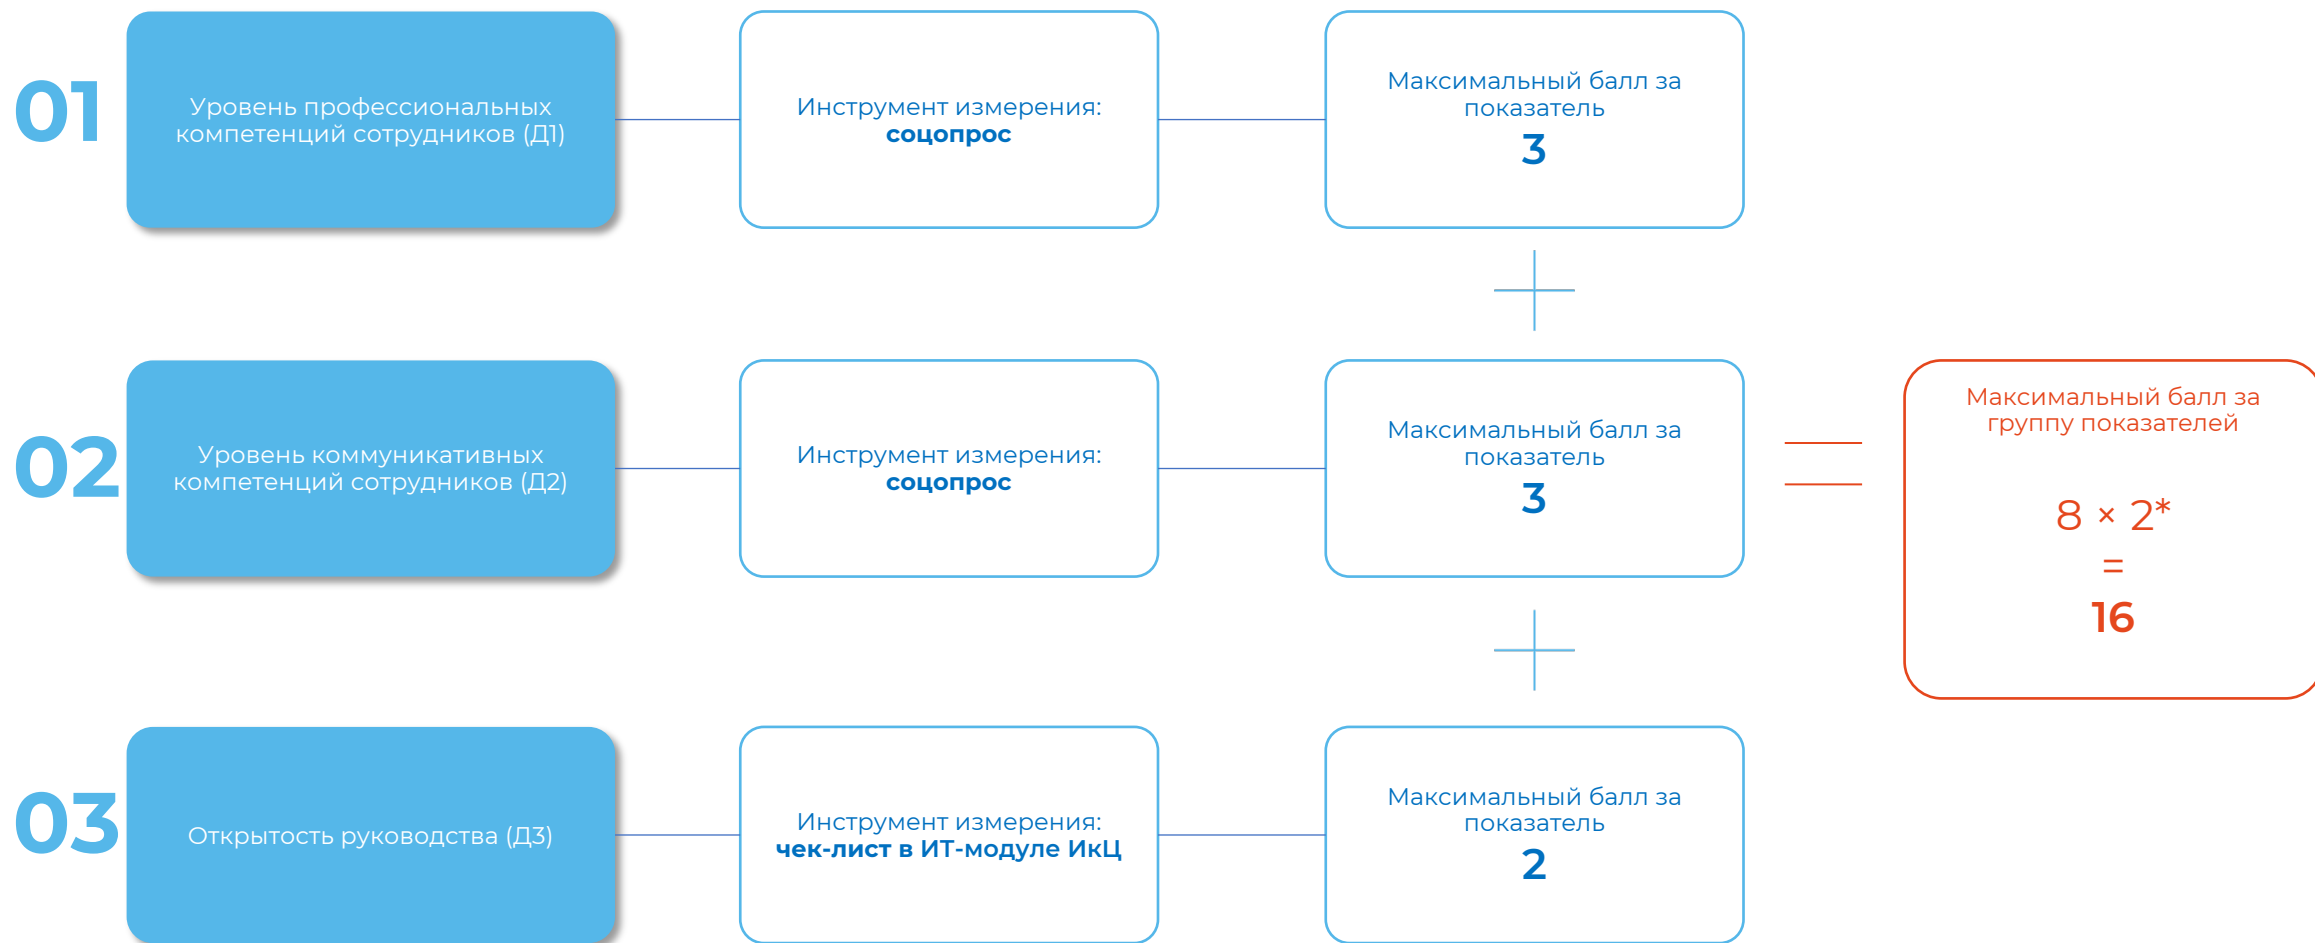 01
Уровень профессиональных
компетенций сотрудников (Д1)
Инструмент измерения:
соцопрос
Максимальный балл за
показатель
3
02
Уровень коммуникативных
компетенций сотрудников (Д2)
Инструмент измерения:
соцопрос
Максимальный балл за
показатель
3
Максимальный балл за
группу показателей
8 × 2*
=
16
03
Открытость руководства (Д3)
Инструмент измерения:
чек-лист в ИТ-модуле ИкЦ
Максимальный балл за
показатель
2